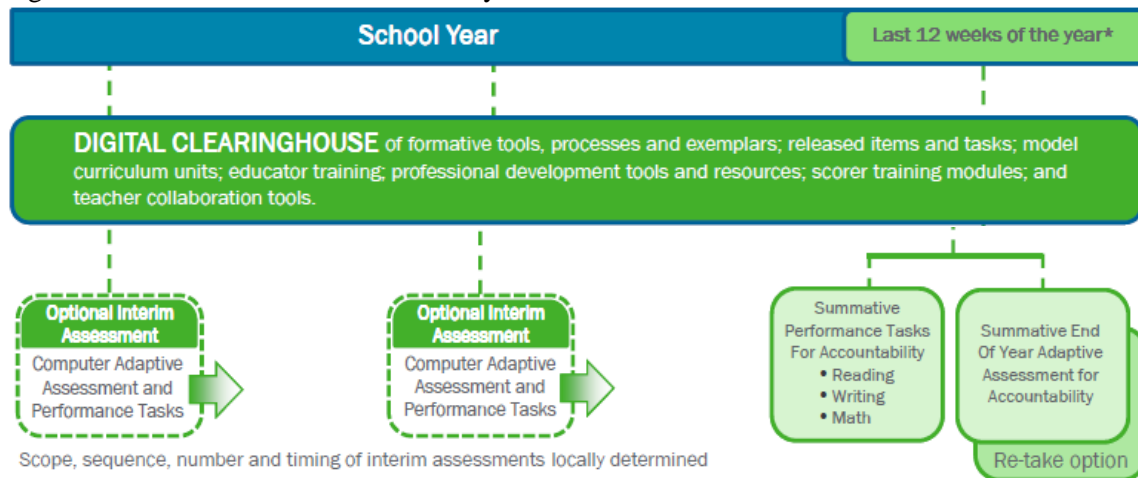 School Year
Last 12 weeks of the year*
DIGITAL CLEARINGHOUSE of formative tools, processes and exemplars; released items and tasks; model
curriculum units; educator training; professional development tools and resources; scorer training modules; and
teacher collaboration tools.
Optional Interim
Assessment
Computer Adaptive
Assessment and
Performance Tasks
Optional Interim
Assessment
Computer Adaptive
Assessment and
Performance Tasks
Summative
Performance Tasks
For Accountability
• Reading
• Writing
• Math
Summative End
Of Year Adaptive
Assessment for
Accountability
Re-take option
Scope, sequence, number and timing of interim assessments locally determined